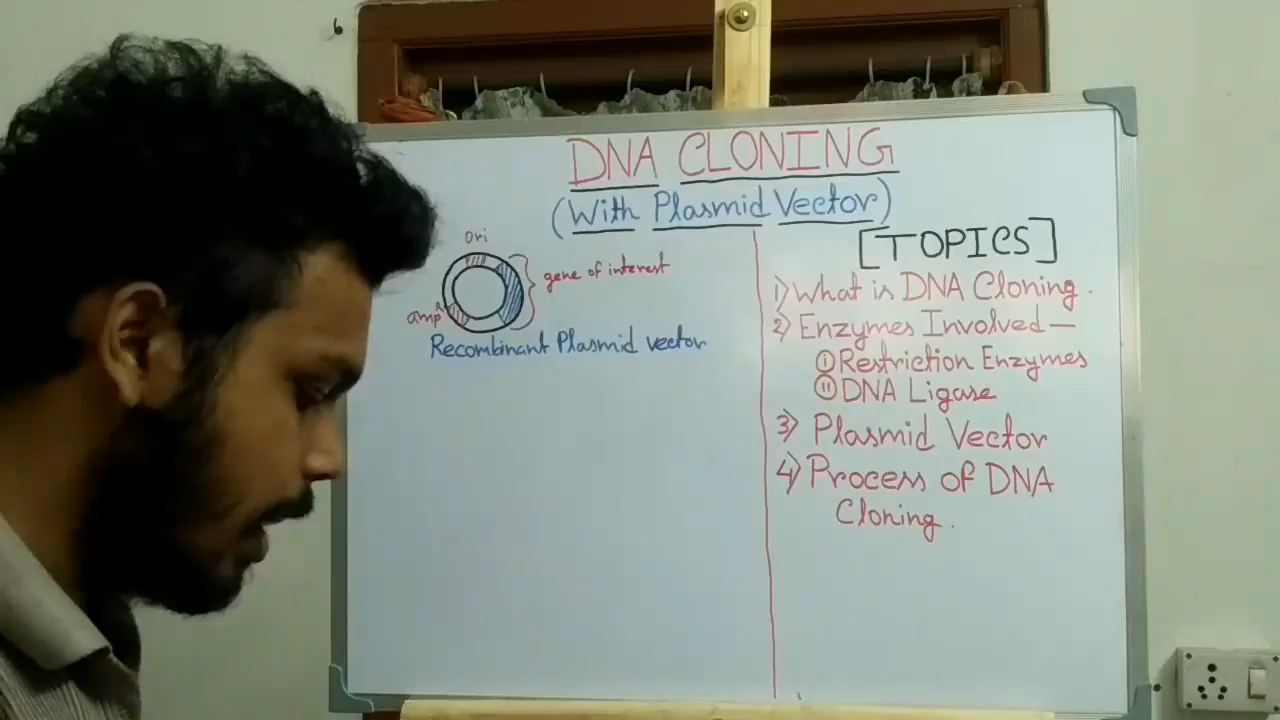 DNA CLONING
(With Plasmid Vector)
ori
gene of interest
ampR
Recombinant Plasmid vector
[TOPICS]
1) What is DNA Cloning.
2) Enzymes Involved —
(I) Restriction Enzymes
(II) DNA Ligase
3) Plasmid Vector
4) Process of DNA
Cloning.